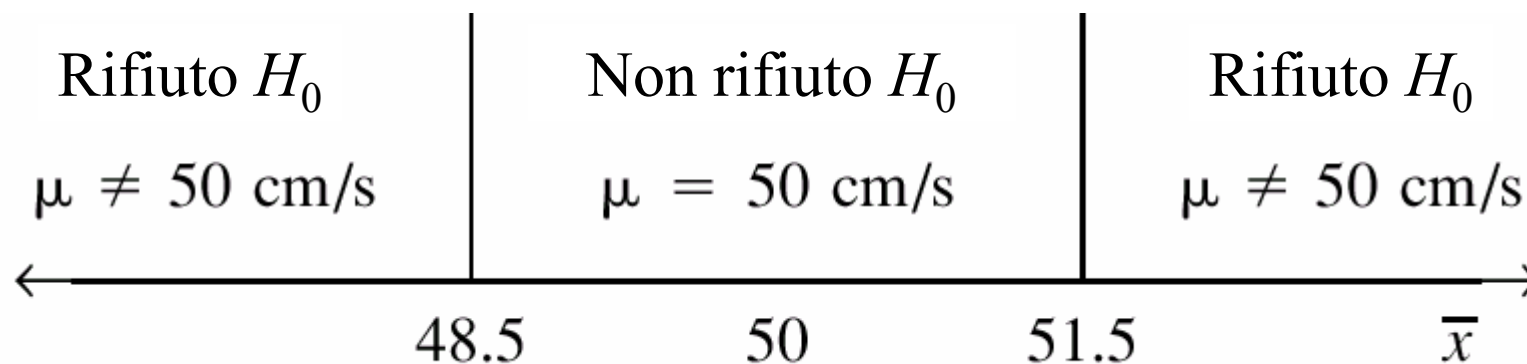 Rifiuto H₀ Non rifiuto H₀ Rifiuto H₀
μ ≠ 50 cm/s μ = 50 cm/s μ ≠ 50 cm/s
48.5 50 51.5 x̅